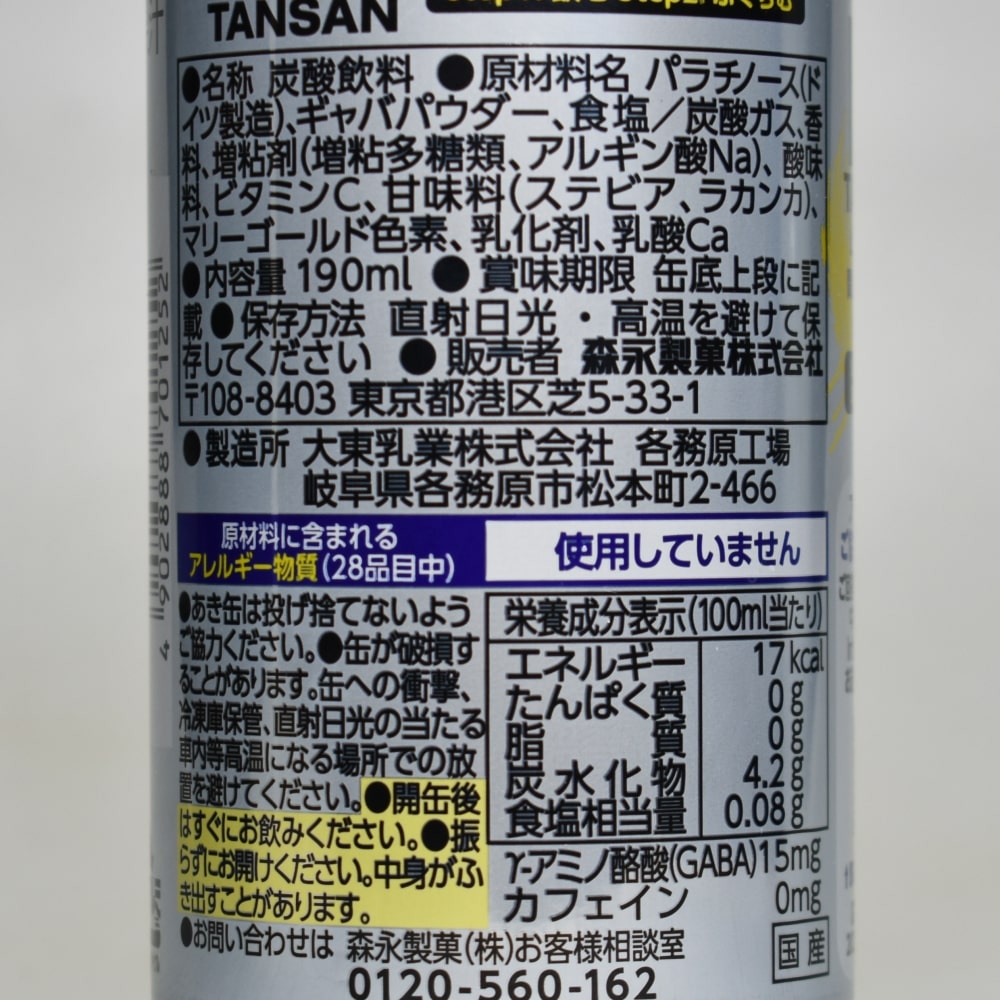 TANSAN
●名称 炭酸飲料 ●原材料名 パラチノース(ド
イツ製造)、ギャバパウダー、食塩／炭酸ガス、香
料、増粘剤(増粘多糖類、アルギン酸Na)、酸味
料、ビタミンC、甘味料(ステビア、ラカンカ)、
マリーゴールド色素、乳化剤、乳酸Ca
●内容量 190ml ●賞味期限 缶底上段に記
載 ●保存方法 直射日光・高温を避けて保
存してください ●販売者 森永製菓株式会社
〒108-8403 東京都港区芝5-33-1
●製造所 大東乳業株式会社 各務原工場
岐阜県各務原市松本町2-466
原材料に含まれる
アレルギー物質(28品目中)
使用していません
●あき缶は投げ捨てないよう
ご協力ください。●缶が破損す
ることがあります。缶への衝撃、
冷凍庫保管、直射日光の当たる
車内等高温になる場所での放
置を避けてください。●開缶後
はすぐにお飲みください。●振
らずにお開けください。中身がふ
き出すことがあります。
栄養成分表示(100ml当たり)
エネルギー 17kcal
たんぱく質 0g
脂質 0g
炭水化物 4.2g
食塩相当量 0.08g
γ-アミノ酪酸(GABA)15mg
カフェイン 0mg
●お問い合わせは 森永製菓(株)お客様相談室
0120-560-162
国産
4 902888 701252